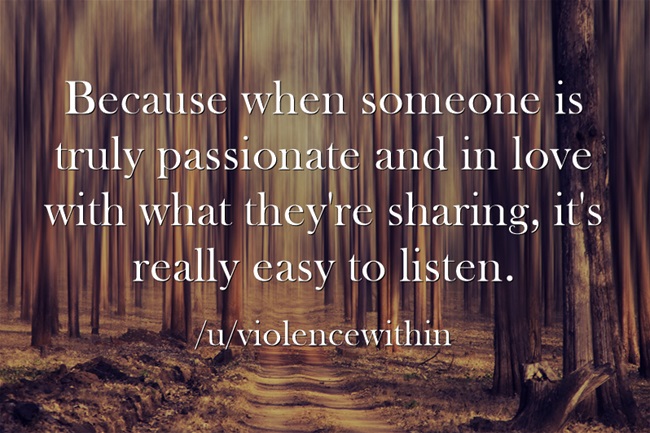 Because when someone is
truly passionate and in love
with what they're sharing, it's
really easy to listen.
/u/violencewithin